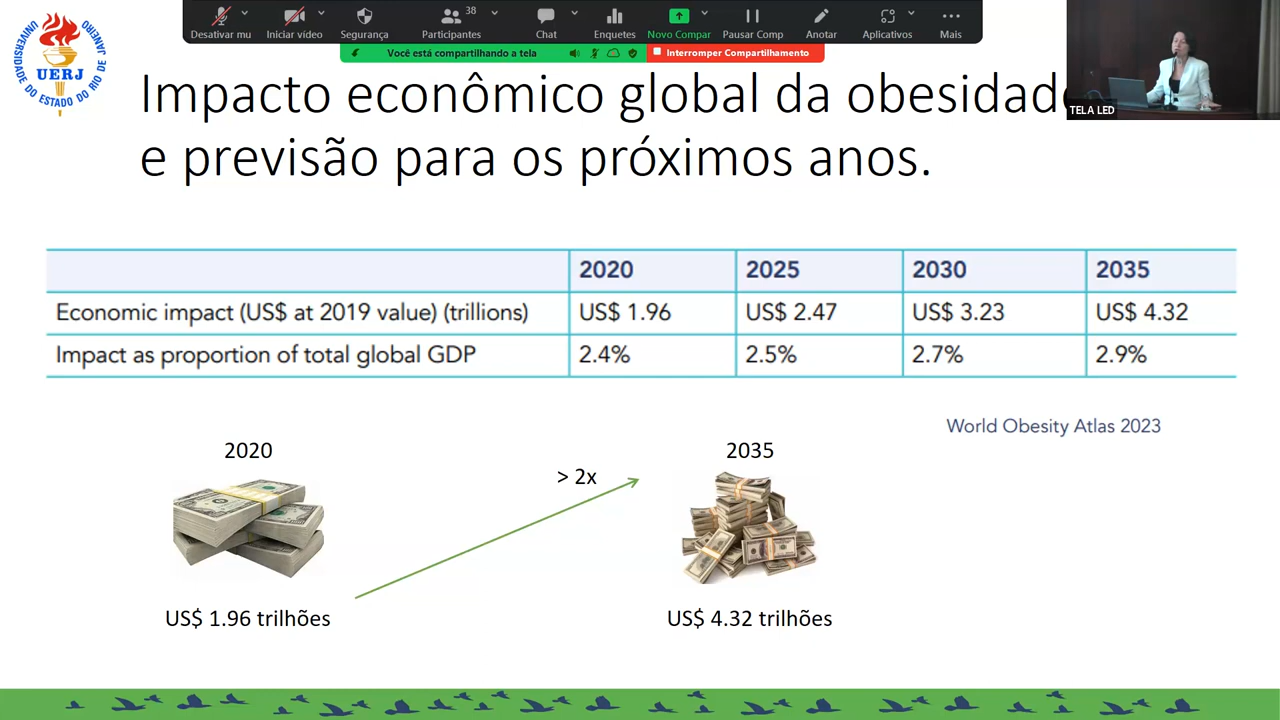 38
Desativar mu
Iniciar vídeo
Segurança
Participantes
Chat
Enquetes
Novo Compar
Pausar Comp
Anotar
Aplicativos
Mais
Você está compartilhando a tela
Interromper Compartilhamento
UNIVERSIDADE DO ESTADO DO RIO DE JANEIRO
UERJ
TELA LED
Impacto econômico global da obesidade
e previsão para os próximos anos.
2020 2025 2030 2035
Economic impact (US$ at 2019 value) (trillions) US$ 1.96 US$ 2.47 US$ 3.23 US$ 4.32
Impact as proportion of total global GDP 2.4% 2.5% 2.7% 2.9%
World Obesity Atlas 2023
2020
2035
> 2x
US$ 1.96 trilhões
US$ 4.32 trilhões